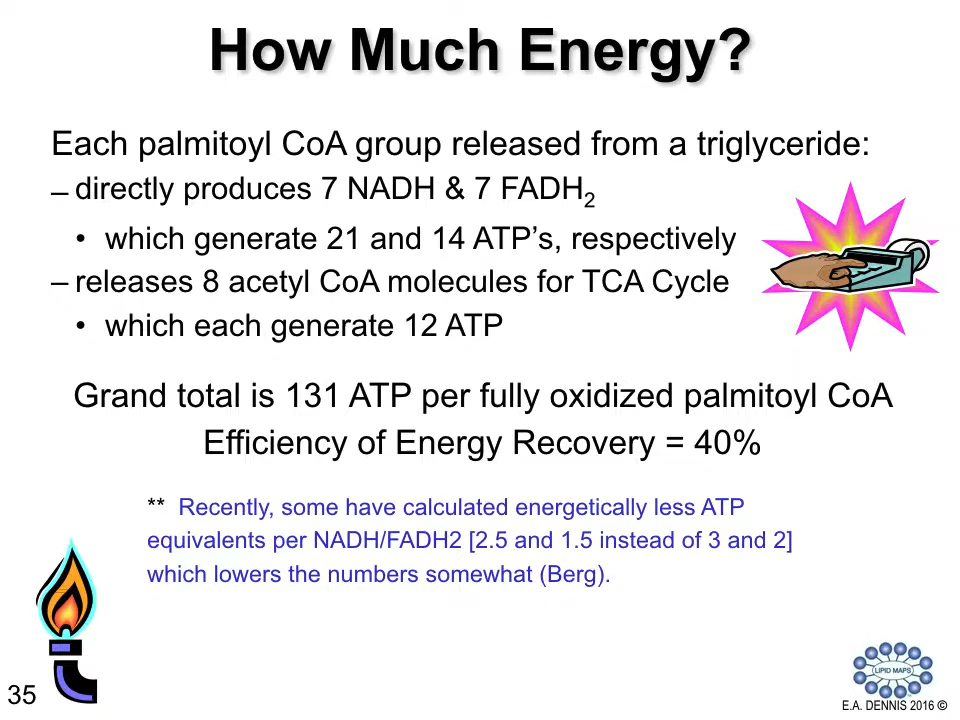 How Much Energy?
Each palmitoyl CoA group released from a triglyceride:
– directly produces 7 NADH & 7 FADH₂
• which generate 21 and 14 ATP’s, respectively
– releases 8 acetyl CoA molecules for TCA Cycle
• which each generate 12 ATP
Grand total is 131 ATP per fully oxidized palmitoyl CoA
Efficiency of Energy Recovery = 40%
** Recently, some have calculated energetically less ATP
equivalents per NADH/FADH2 [2.5 and 1.5 instead of 3 and 2]
which lowers the numbers somewhat (Berg).
LIPID MAPS
35
E.A. DENNIS 2016 ©